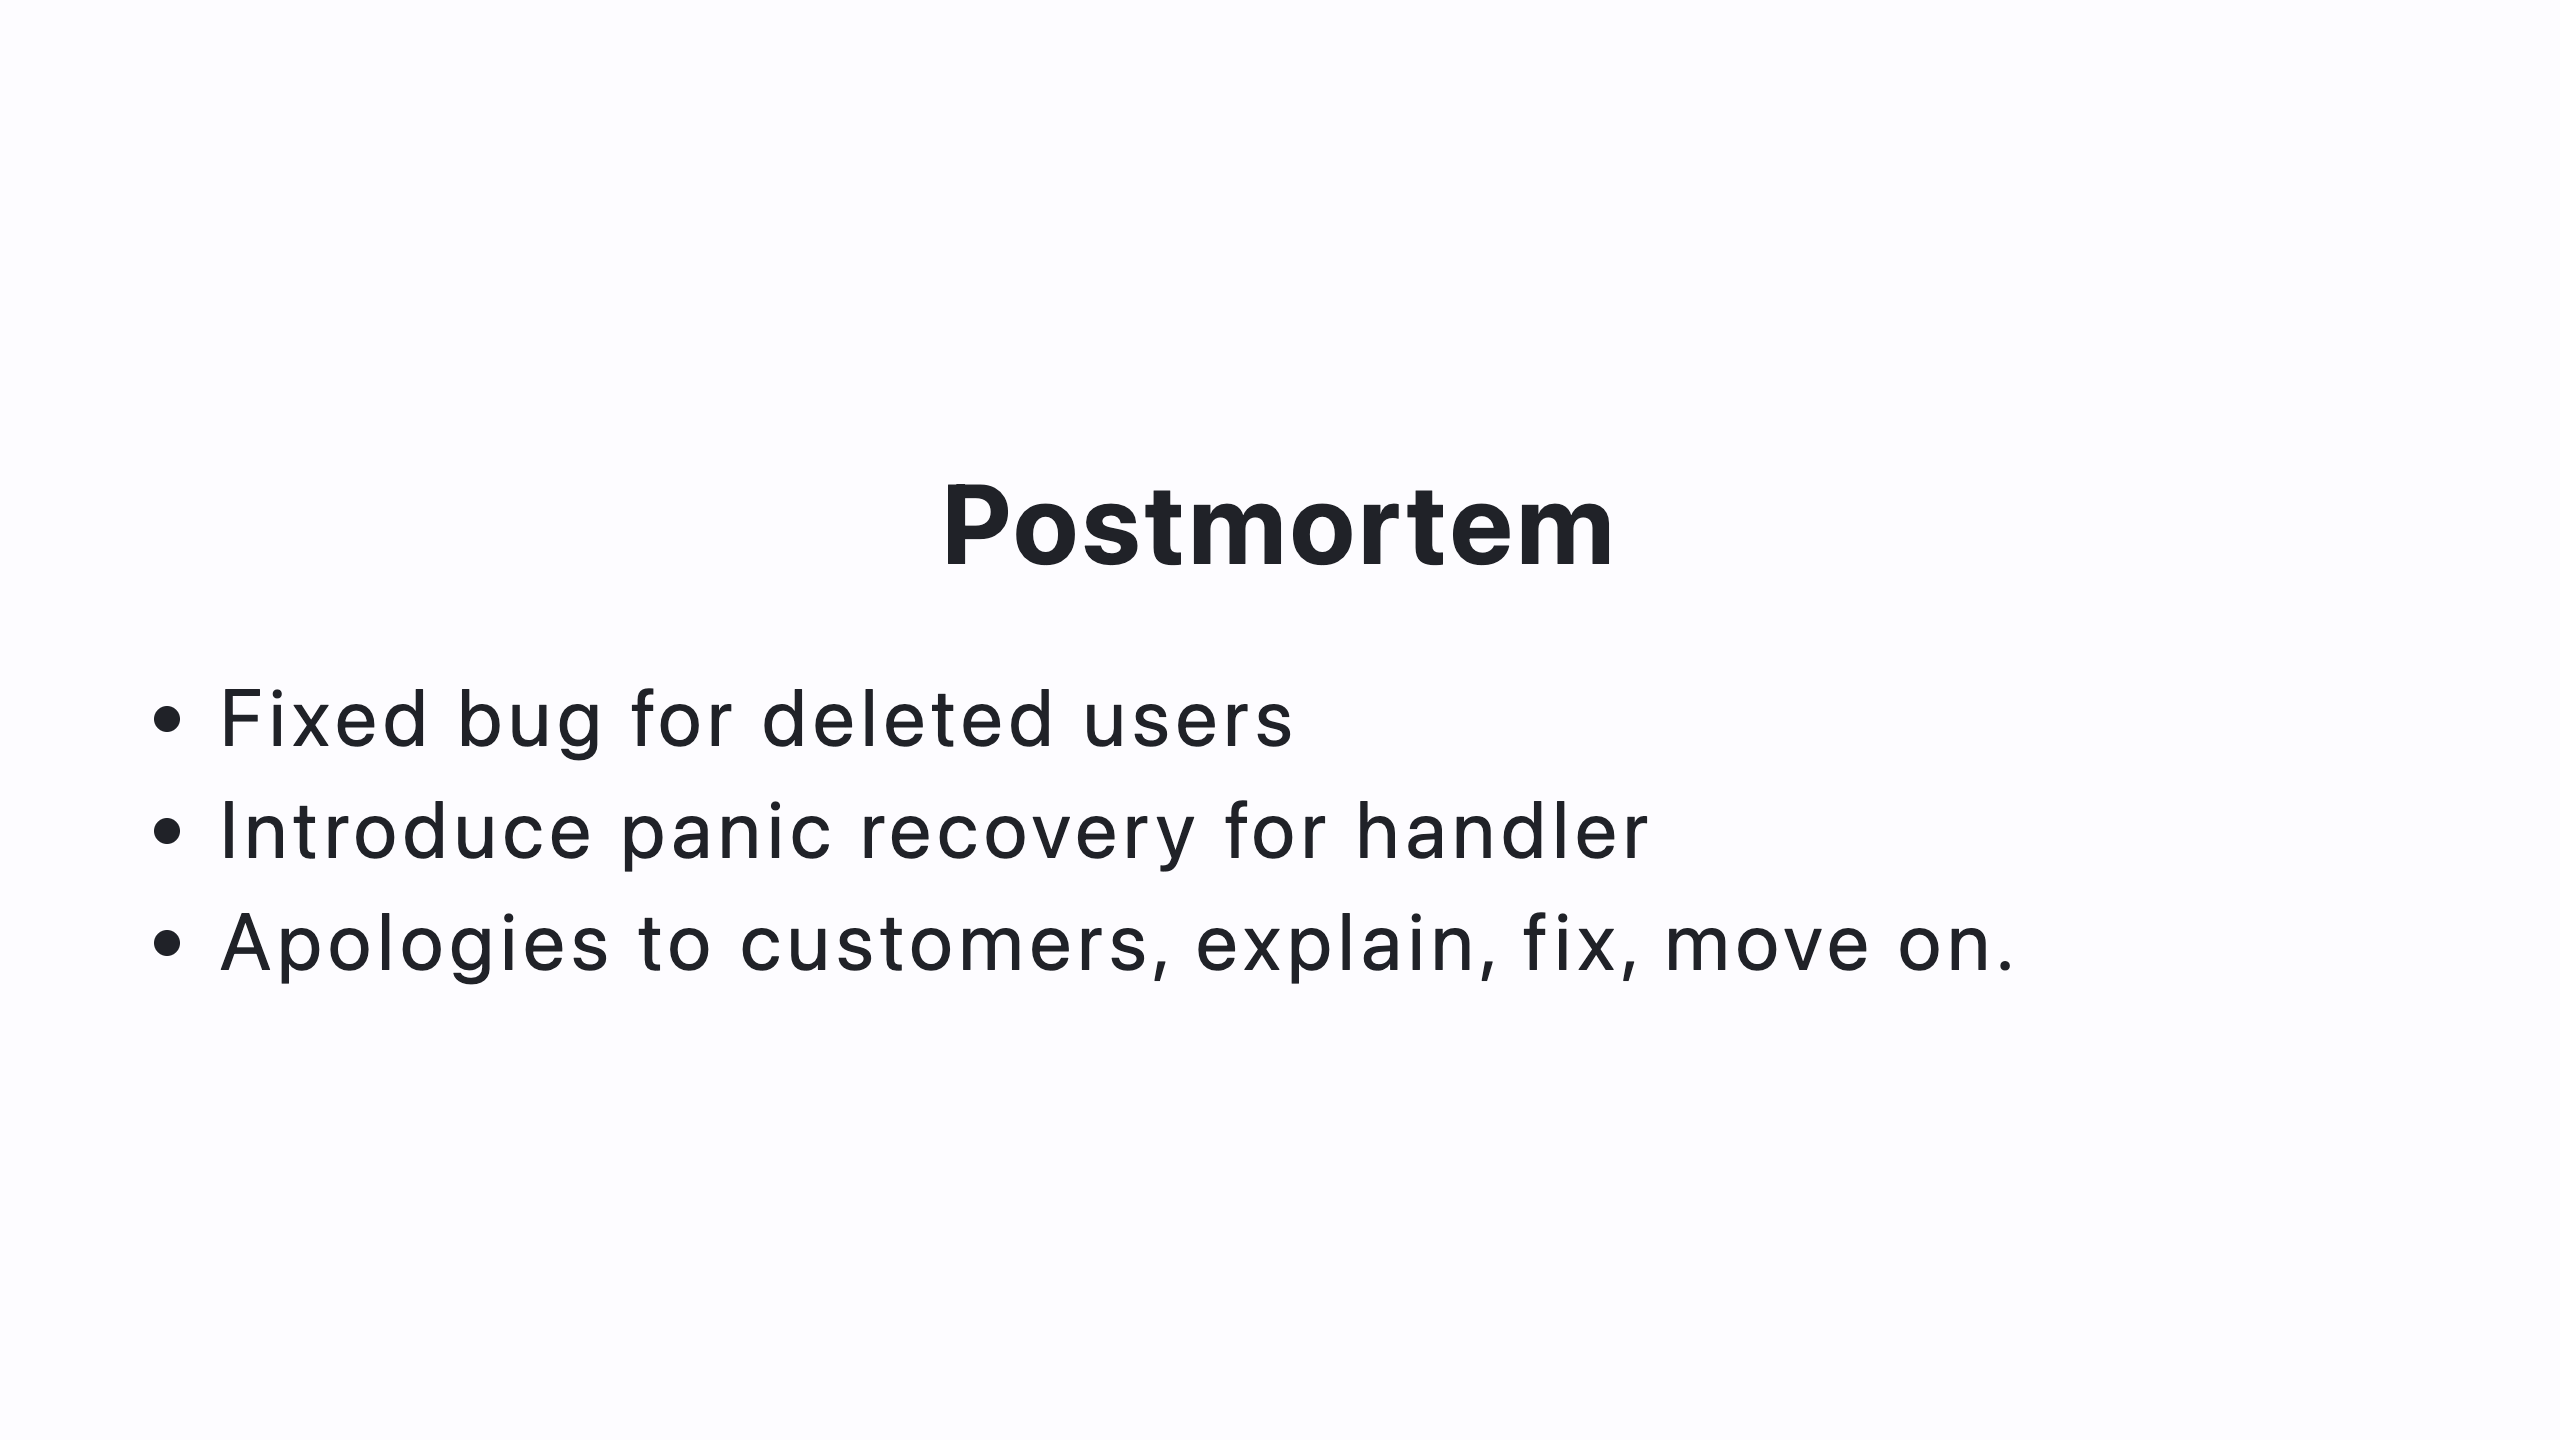 Postmortem
• Fixed bug for deleted users
• Introduce panic recovery for handler
• Apologies to customers, explain, fix, move on.